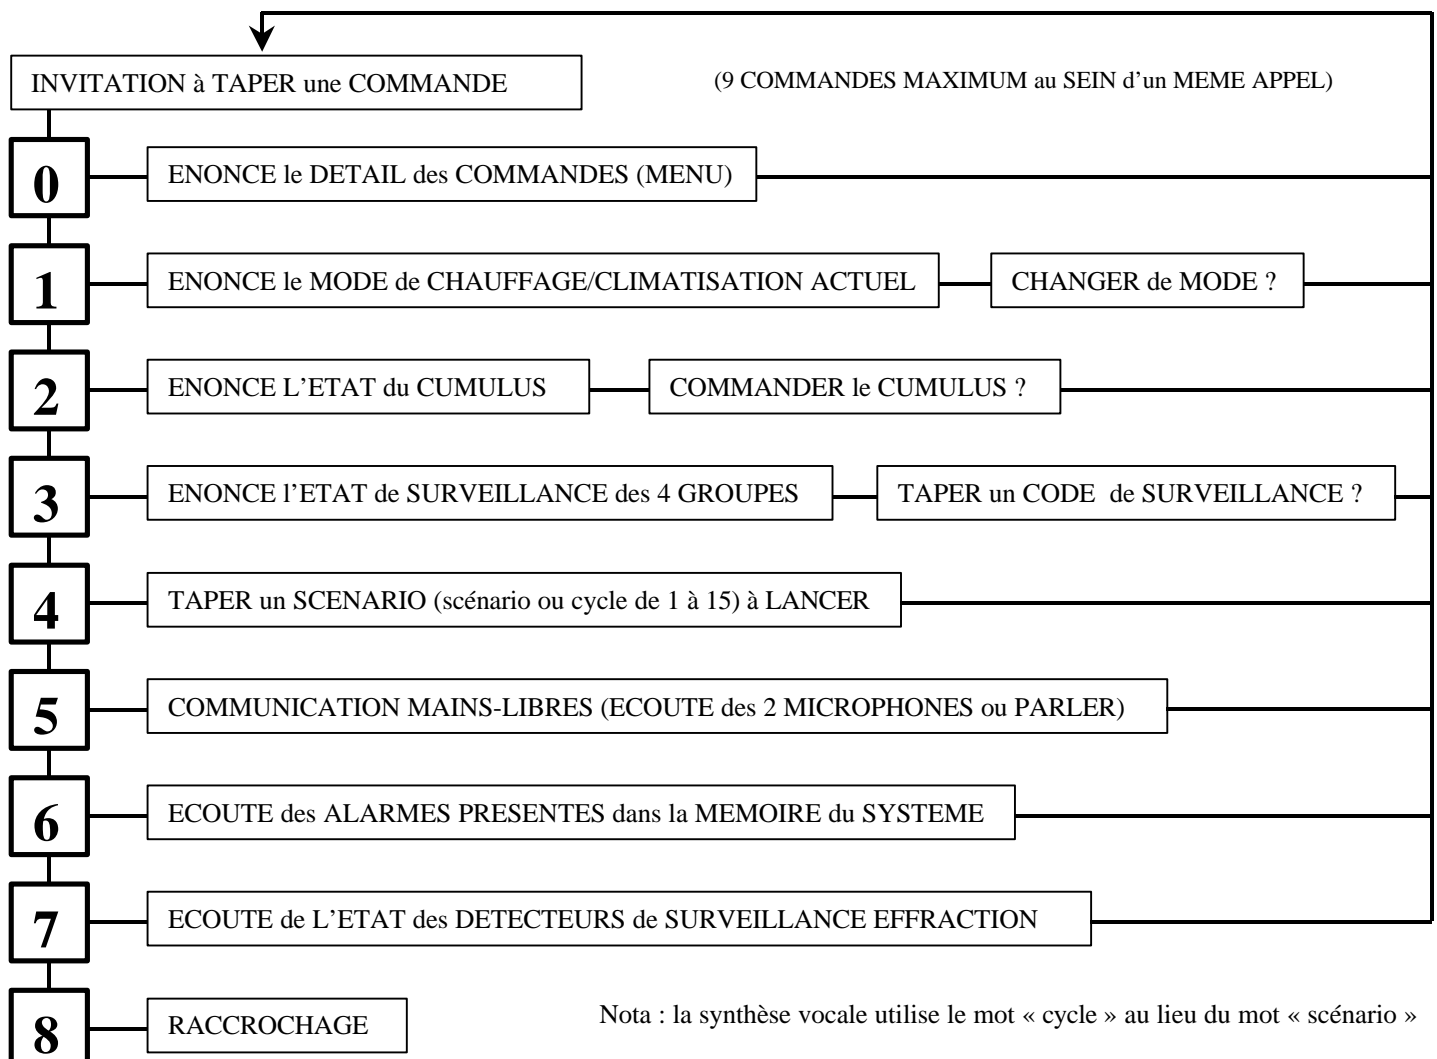 INVITATION à TAPER une COMMANDE
(9 COMMANDES MAXIMUM au SEIN d’un MEME APPEL)
0
ENONCE le DETAIL des COMMANDES (MENU)
1
ENONCE le MODE de CHAUFFAGE/CLIMATISATION ACTUEL
CHANGER de MODE ?
2
ENONCE L’ETAT du CUMULUS
COMMANDER le CUMULUS ?
3
ENONCE l’ETAT de SURVEILLANCE des 4 GROUPES
TAPER un CODE de SURVEILLANCE ?
4
TAPER un SCENARIO (scénario ou cycle de 1 à 15) à LANCER
5
COMMUNICATION MAINS-LIBRES (ECOUTE des 2 MICROPHONES ou PARLER)
6
ECOUTE des ALARMES PRESENTES dans la MEMOIRE du SYSTEME
7
ECOUTE de L’ETAT des DETECTEURS de SURVEILLANCE EFFRACTION
8
RACCROCHAGE
Nota : la synthèse vocale utilise le mot « cycle » au lieu du mot « scénario »